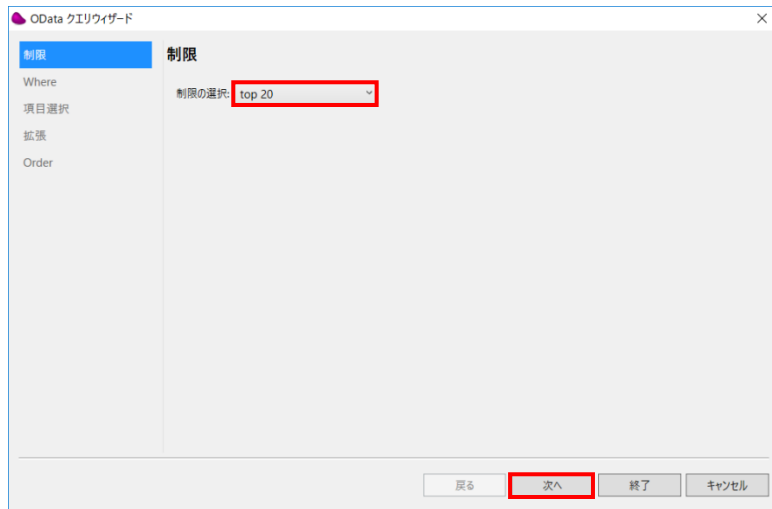 OData クエリウィザード
制限
Where
項目選択
拡張
Order
制限
制限の選択: top 20
戻る 次へ 終了 キャンセル